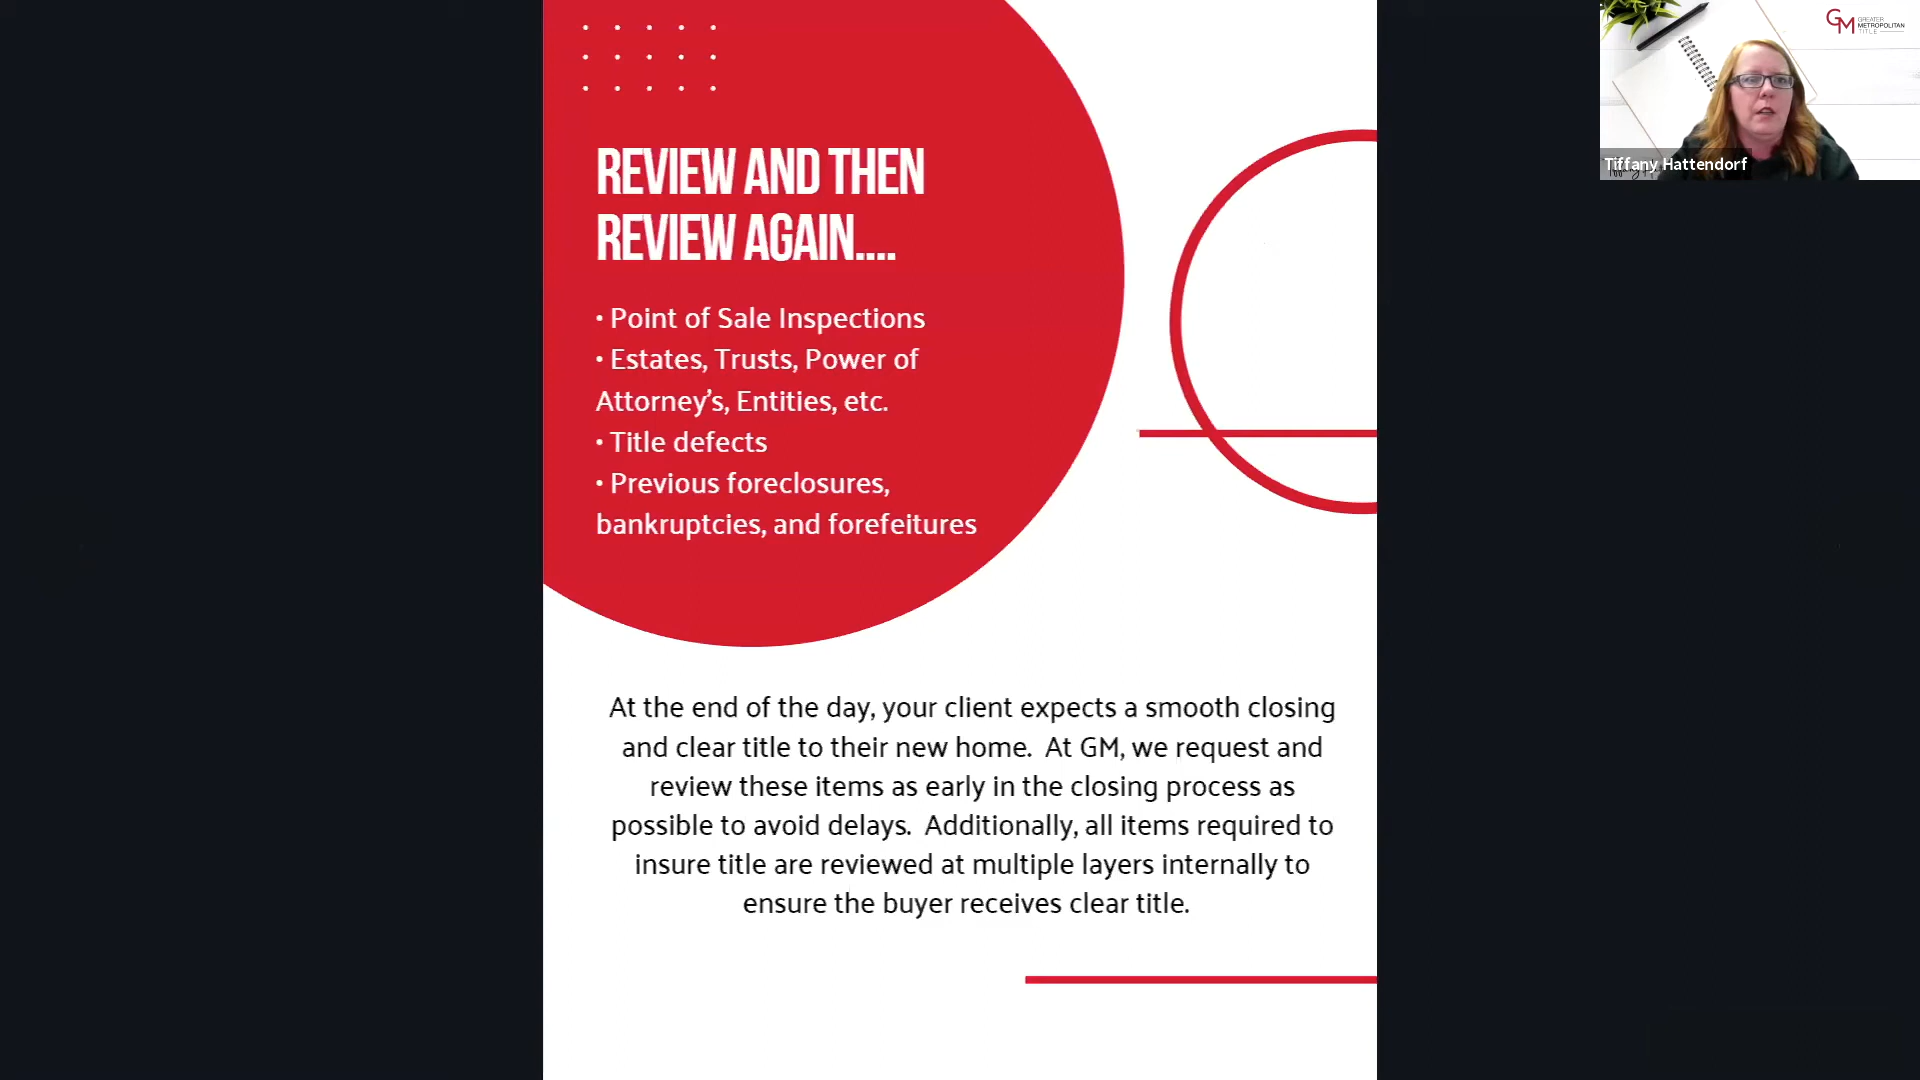 REVIEW AND THEN
REVIEW AGAIN....
• Point of Sale Inspections
• Estates, Trusts, Power of
Attorney's, Entities, etc.
• Title defects
• Previous foreclosures,
bankruptcies, and forefeitures
At the end of the day, your client expects a smooth closing
and clear title to their new home. At GM, we request and
review these items as early in the closing process as
possible to avoid delays. Additionally, all items required to
insure title are reviewed at multiple layers internally to
ensure the buyer receives clear title.
GM
GREATER
METROPOLITAN
TITLE
Tiffany Hattendorf